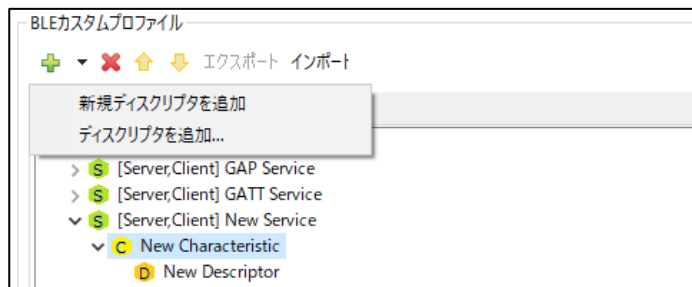 BLEカスタムプロファイル
エクスポート インポート
新規ディスクリプタを追加
ディスクリプタを追加...
S [Server,Client] GAP Service
S [Server,Client] GATT Service
S [Server,Client] New Service
C New Characteristic
D New Descriptor